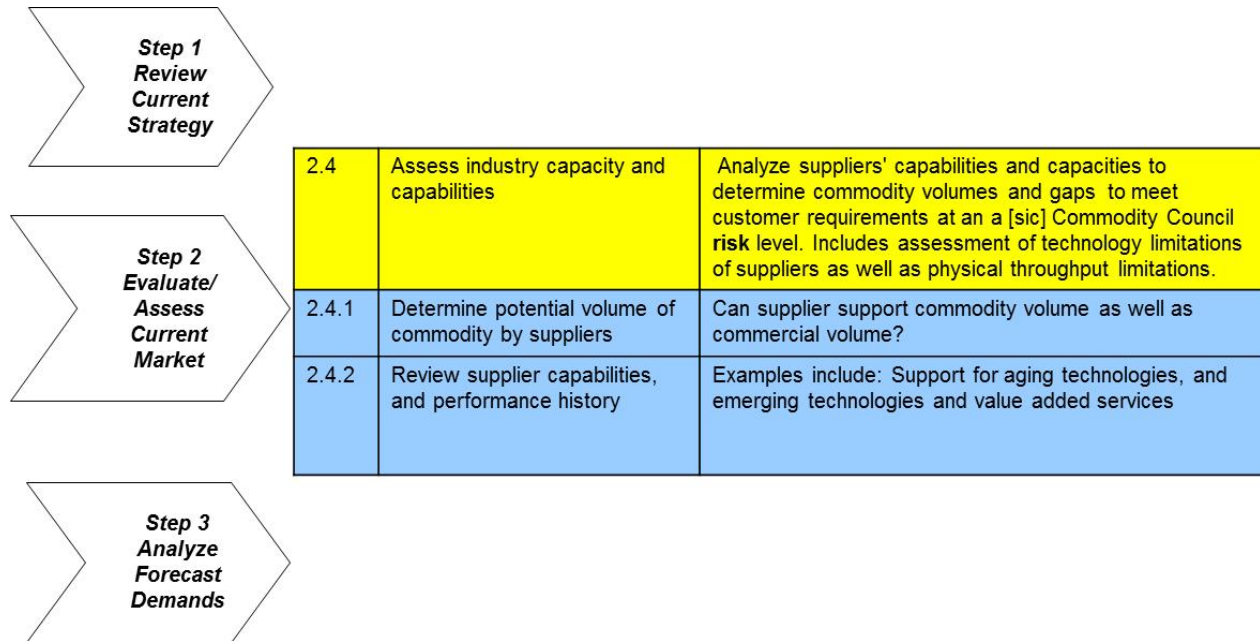 Step 1
Review
Current
Strategy
2.4
Assess industry capacity and
capabilities
Analyze suppliers' capabilities and capacities to
determine commodity volumes and gaps to meet
customer requirements at an a [sic] Commodity Council
risk level. Includes assessment of technology limitations
of suppliers as well as physical throughput limitations.
Step 2
Evaluate/
Assess
Current
Market
2.4.1
Determine potential volume of
commodity by suppliers
Can supplier support commodity volume as well as
commercial volume?
2.4.2
Review supplier capabilities,
and performance history
Examples include: Support for aging technologies, and
emerging technologies and value added services
Step 3
Analyze
Forecast
Demands